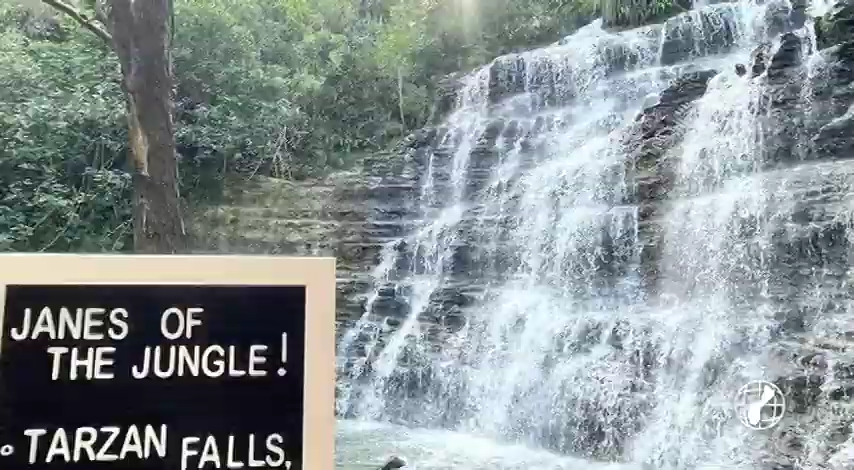 JANES OF
THE JUNGLE!
TARZAN FALLS,